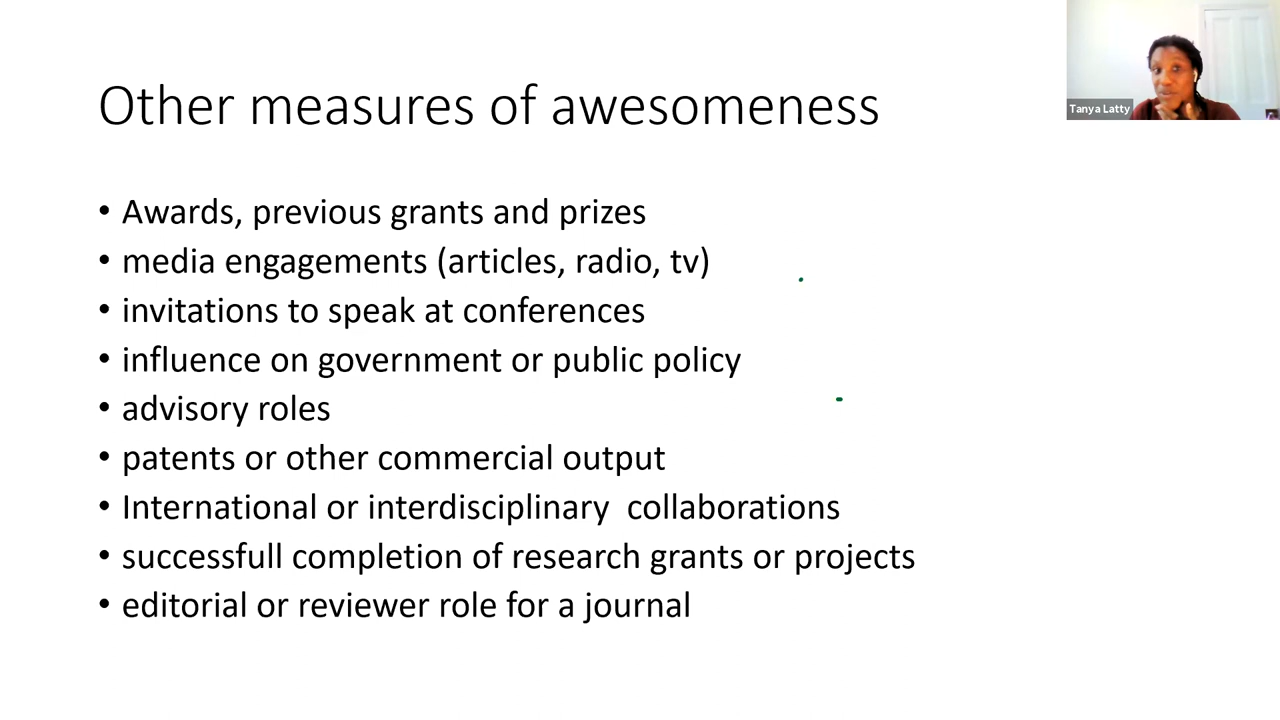 Other measures of awesomeness
Tanya Latty
• Awards, previous grants and prizes
• media engagements (articles, radio, tv)
• invitations to speak at conferences
• influence on government or public policy
• advisory roles
• patents or other commercial output
• International or interdisciplinary  collaborations
• successfull completion of research grants or projects
• editorial or reviewer role for a journal